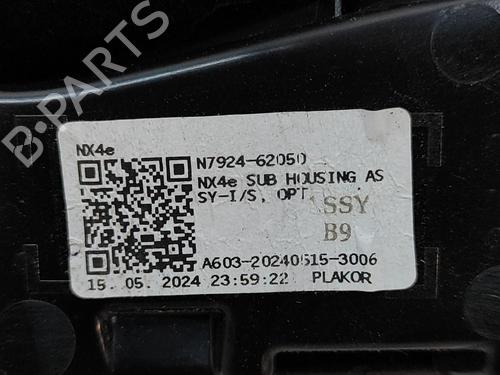 NX4e
N7924-62050
NX4e SUB HOUSING AS
SY-I/S, OPT
ASSY
B9
A603-20240515-3006
15. 05. 2024 23:59:22 PLAKOR
B-PARTS